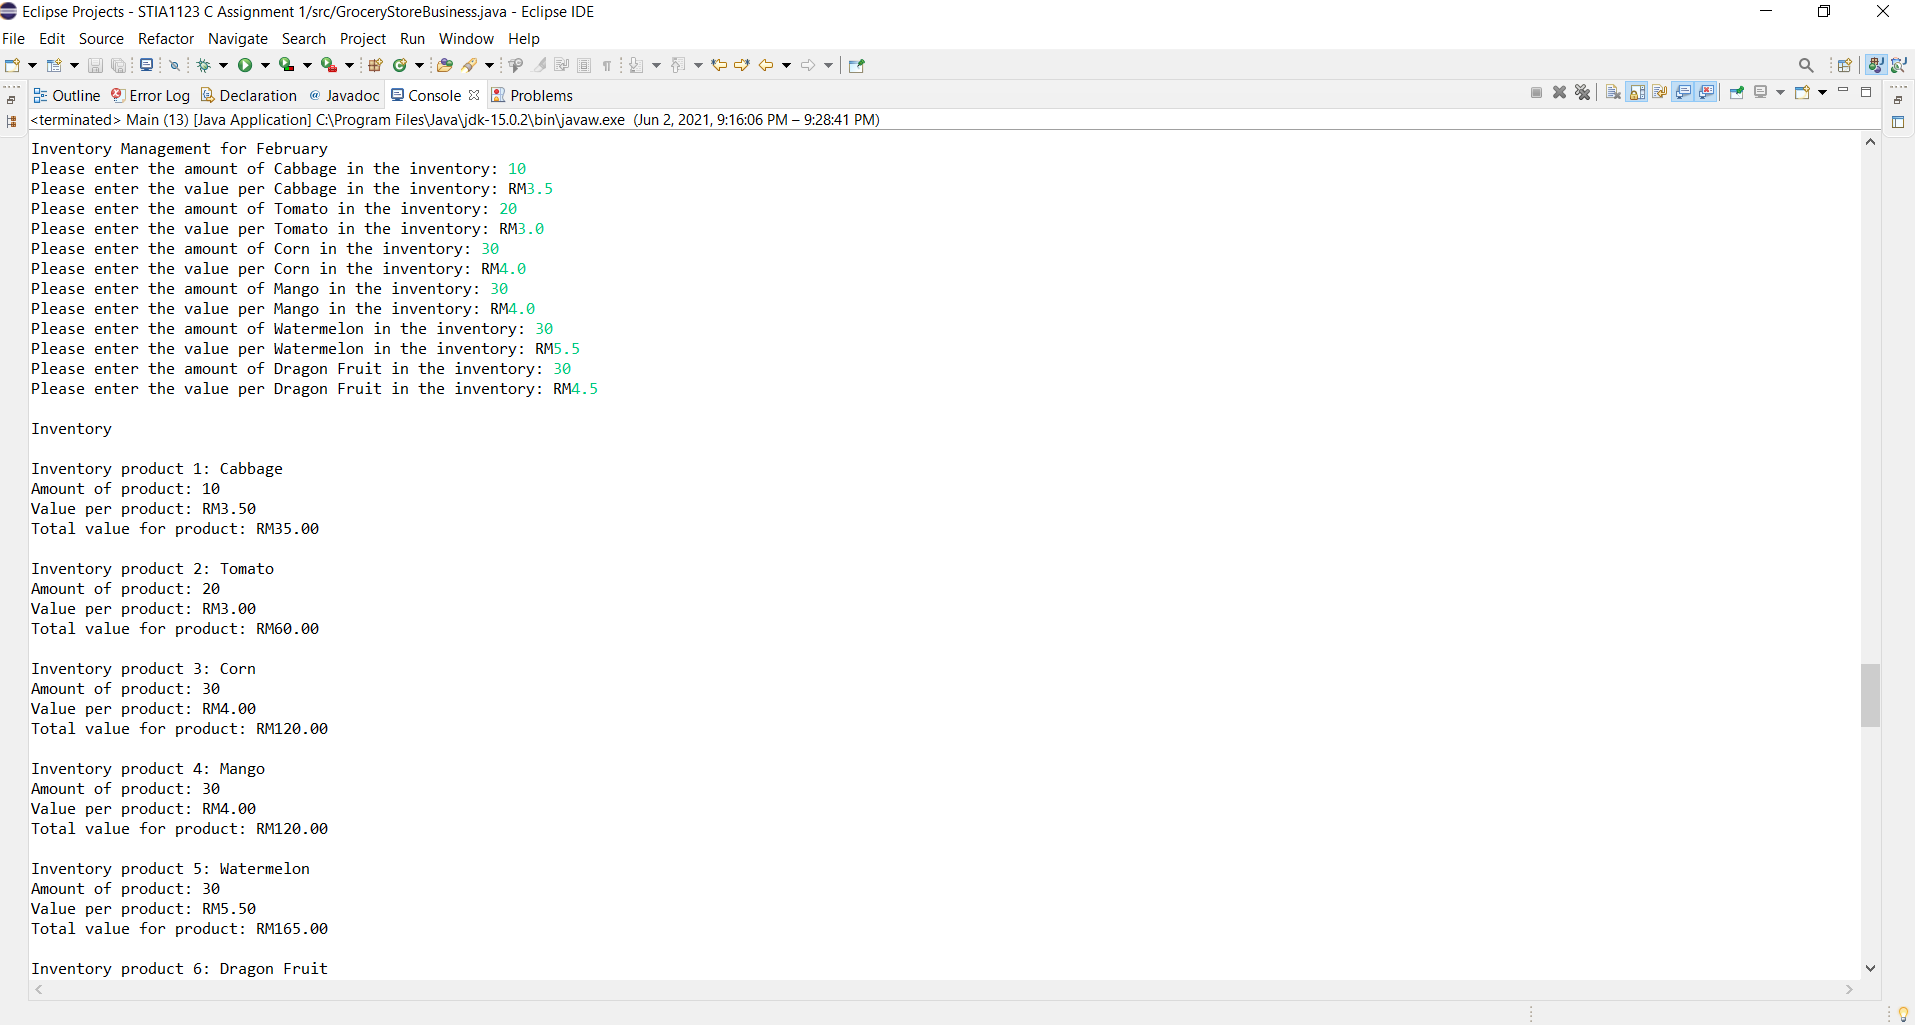 Eclipse Projects - STIA1123 C Assignment 1/src/GroceryStoreBusiness.java - Eclipse IDE
File Edit Source Refactor Navigate Search Project Run Window Help
Outline Error Log Declaration @ Javadoc Console Problems
<terminated> Main (13) [Java Application] C:\Program Files\Java\jdk-15.0.2\bin\javaw.exe (Jun 2, 2021, 9:16:06 PM – 9:28:41 PM)
Inventory Management for February
Please enter the amount of Cabbage in the inventory: 10
Please enter the value per Cabbage in the inventory: RM3.5
Please enter the amount of Tomato in the inventory: 20
Please enter the value per Tomato in the inventory: RM3.0
Please enter the amount of Corn in the inventory: 30
Please enter the value per Corn in the inventory: RM4.0
Please enter the amount of Mango in the inventory: 30
Please enter the value per Mango in the inventory: RM4.0
Please enter the amount of Watermelon in the inventory: 30
Please enter the value per Watermelon in the inventory: RM5.5
Please enter the amount of Dragon Fruit in the inventory: 30
Please enter the value per Dragon Fruit in the inventory: RM4.5
Inventory
Inventory product 1: Cabbage
Amount of product: 10
Value per product: RM3.50
Total value for product: RM35.00
Inventory product 2: Tomato
Amount of product: 20
Value per product: RM3.00
Total value for product: RM60.00
Inventory product 3: Corn
Amount of product: 30
Value per product: RM4.00
Total value for product: RM120.00
Inventory product 4: Mango
Amount of product: 30
Value per product: RM4.00
Total value for product: RM120.00
Inventory product 5: Watermelon
Amount of product: 30
Value per product: RM5.50
Total value for product: RM165.00
Inventory product 6: Dragon Fruit